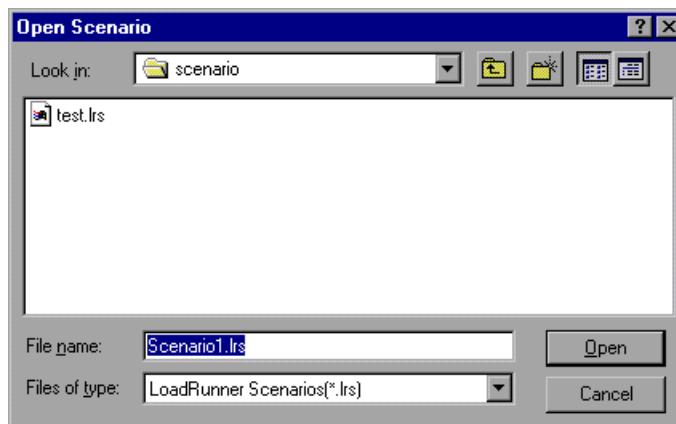 Open Scenario
Look in: scenario
test.lrs
File name: Scenario1.lrs Open
Files of type: LoadRunner Scenarios(*.lrs) Cancel